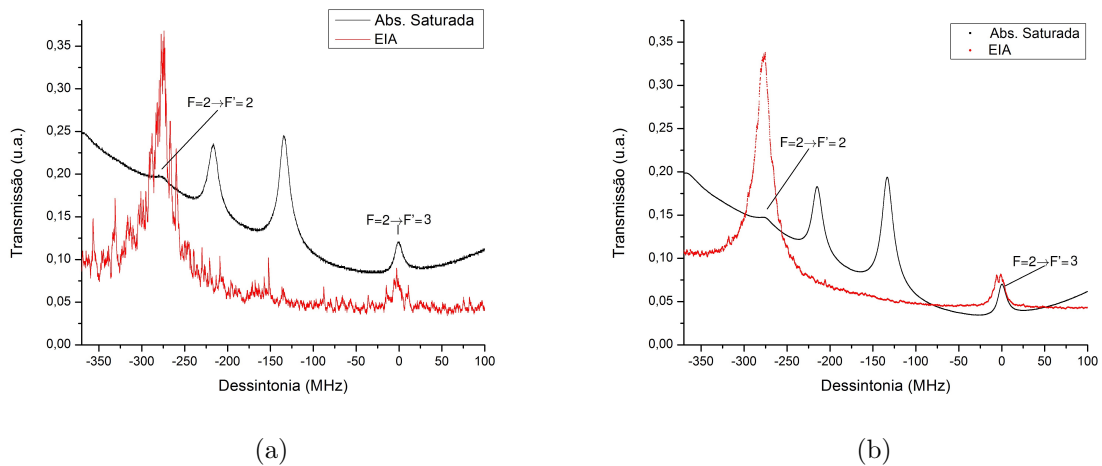 Abs. Saturada
EIA
0,35
0,30
0,25
0,20
0,15
0,10
0,05
0,00
Transmissão (u.a.)
F=2→F'= 2
F=2→F'= 3
-350 -300 -250 -200 -150 -100 -50 0 50 100
Dessintonia (MHz)
(a)
Abs. Saturada
EIA
0,35
0,30
0,25
0,20
0,15
0,10
0,05
0,00
Transmissão (u.a.)
F=2→F'= 2
F=2→F'= 3
-350 -300 -250 -200 -150 -100 -50 0 50 100
Dessintonia (MHz)
(b)